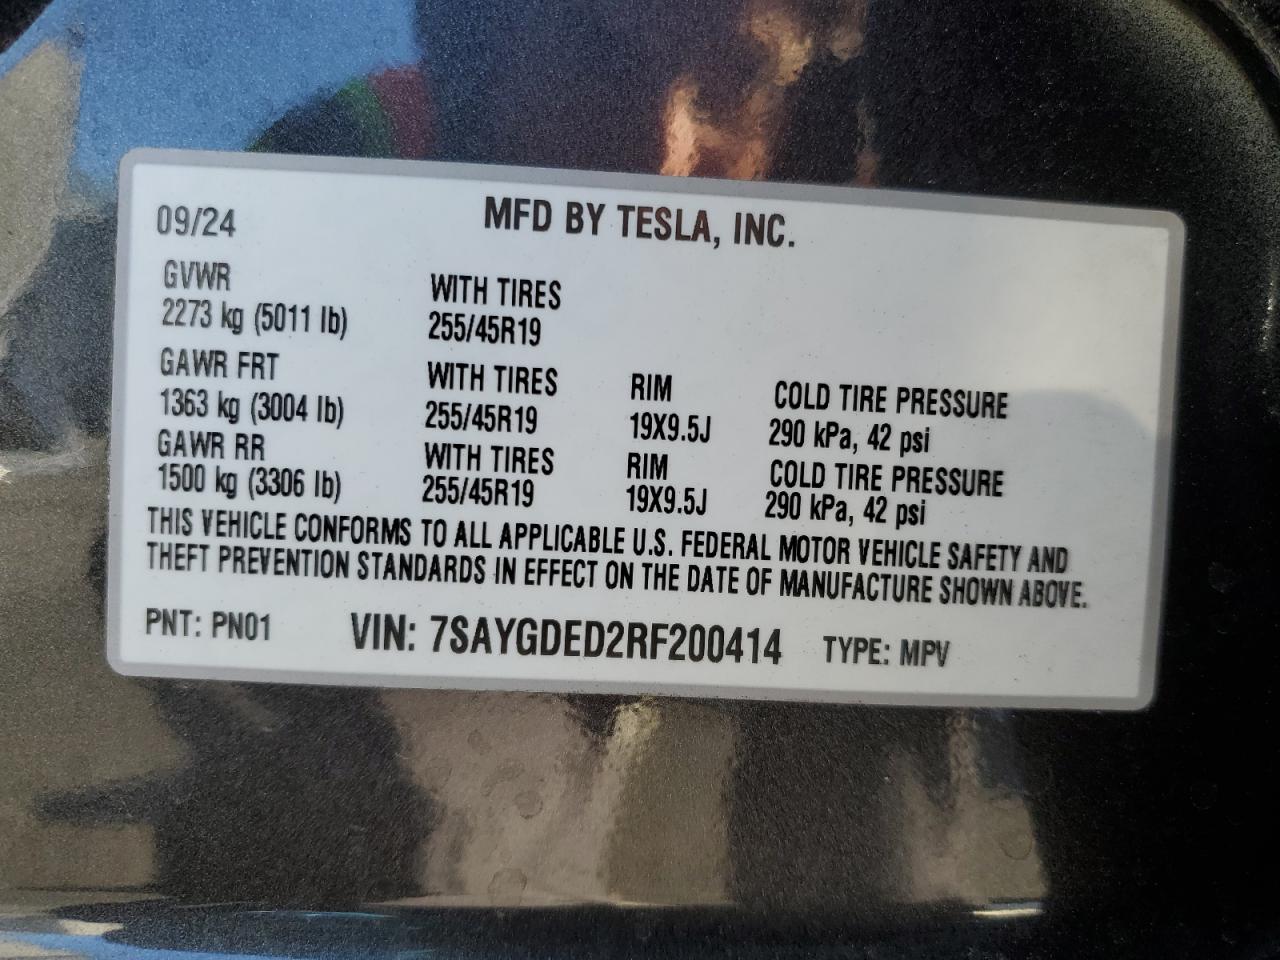 09/24 MFD BY TESLA, INC.
GVWR WITH TIRES
2273 kg (5011 lb) 255/45R19
GAWR FRT WITH TIRES RIM COLD TIRE PRESSURE
1363 kg (3004 lb) 255/45R19 19X9.5J 290 kPa, 42 psi
GAWR RR WITH TIRES RIM COLD TIRE PRESSURE
1500 kg (3306 lb) 255/45R19 19X9.5J 290 kPa, 42 psi
THIS VEHICLE CONFORMS TO ALL APPLICABLE U.S. FEDERAL MOTOR VEHICLE SAFETY AND
THEFT PREVENTION STANDARDS IN EFFECT ON THE DATE OF MANUFACTURE SHOWN ABOVE.
PNT: PN01 VIN: 7SAYGDED2RF200414 TYPE: MPV